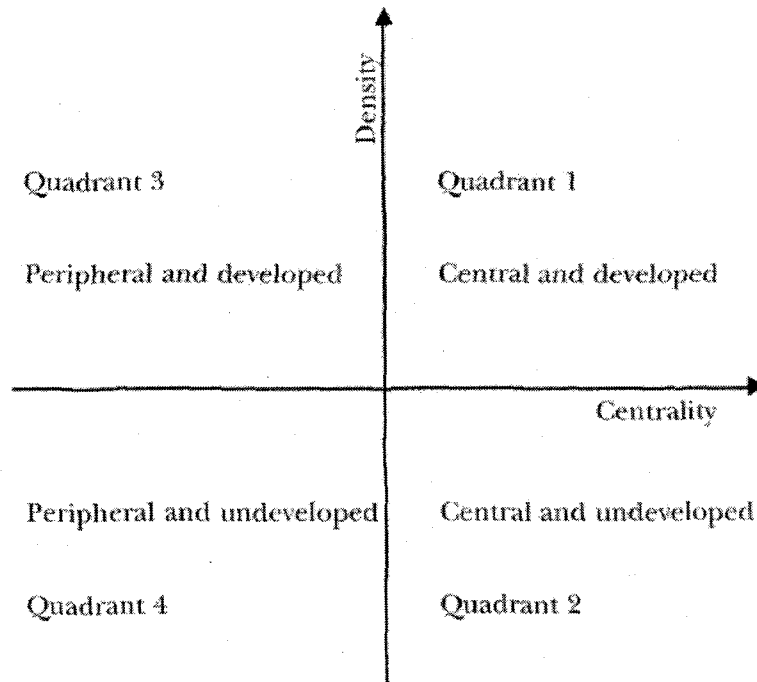 Density
Quadrant 3
Quadrant 1
Peripheral and developed
Central and developed
Centrality
Peripheral and undeveloped
Central and undeveloped
Quadrant 4
Quadrant 2